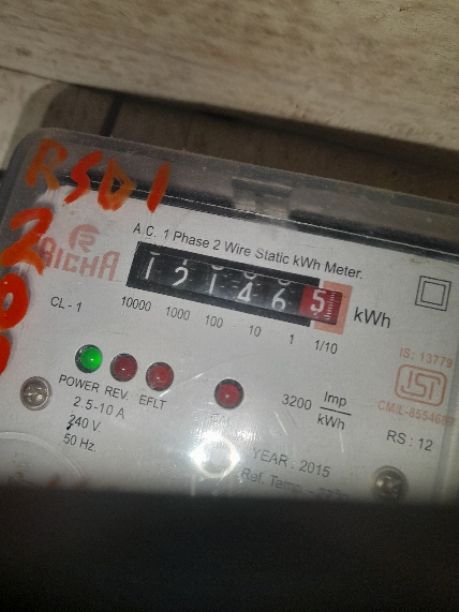 RSD1
200
RICHA
A.C. 1 Phase 2 Wire Static kWh Meter.
121465 kWh
CL - 1
10000 1000 100 10 1 1/10
IS: 13779
POWER REV. EFLT
3200 Imp/kWh
2.5-10 A
240 V.
50 Hz.
RS : 12
YEAR : 2015
Ref. Temp.